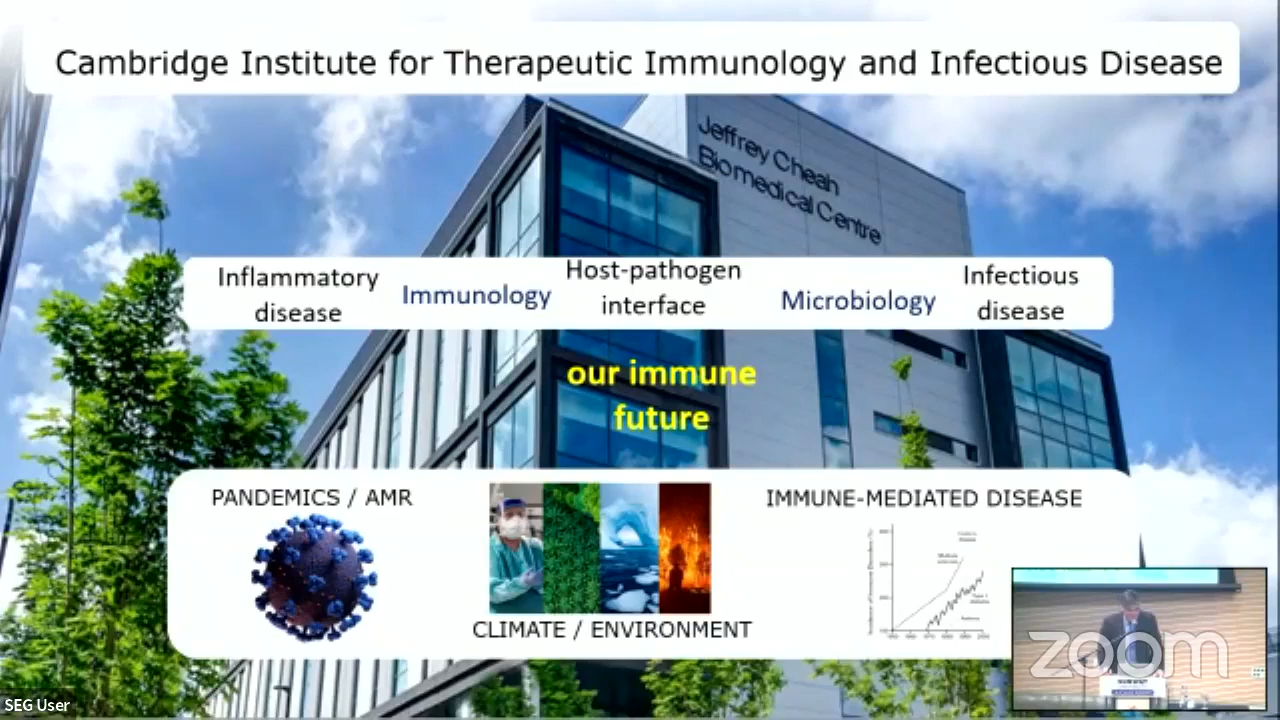 Cambridge Institute for Therapeutic Immunology and Infectious Disease
Jeffrey Cheah
Biomedical Centre
Inflammatory
disease
Immunology
Host-pathogen
interface
Microbiology
Infectious
disease
our immune
future
PANDEMICS / AMR
CLIMATE / ENVIRONMENT
IMMUNE-MEDIATED DISEASE
zoom
SEG User